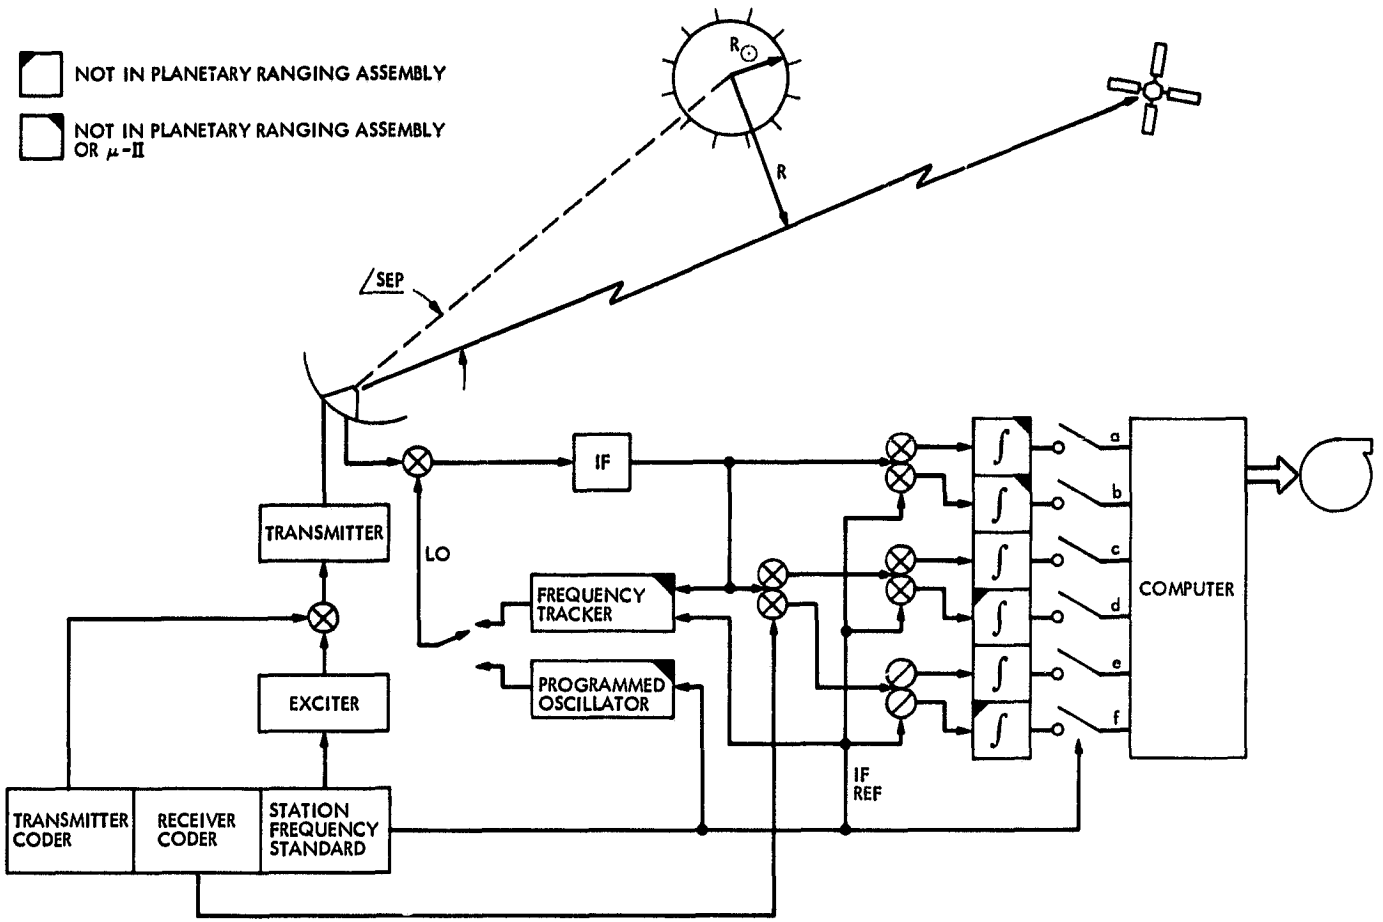 NOT IN PLANETARY RANGING ASSEMBLY
NOT IN PLANETARY RANGING ASSEMBLY
OR μ-II
R☉
R
∠SEP
TRANSMITTER
LO
IF
FREQUENCY
TRACKER
PROGRAMMED
OSCILLATOR
EXCITER
TRANSMITTER
CODER
RECEIVER
CODER
STATION
FREQUENCY
STANDARD
IF
REF
∫
∫
∫
∫
∫
∫
a
b
c
d
e
f
COMPUTER